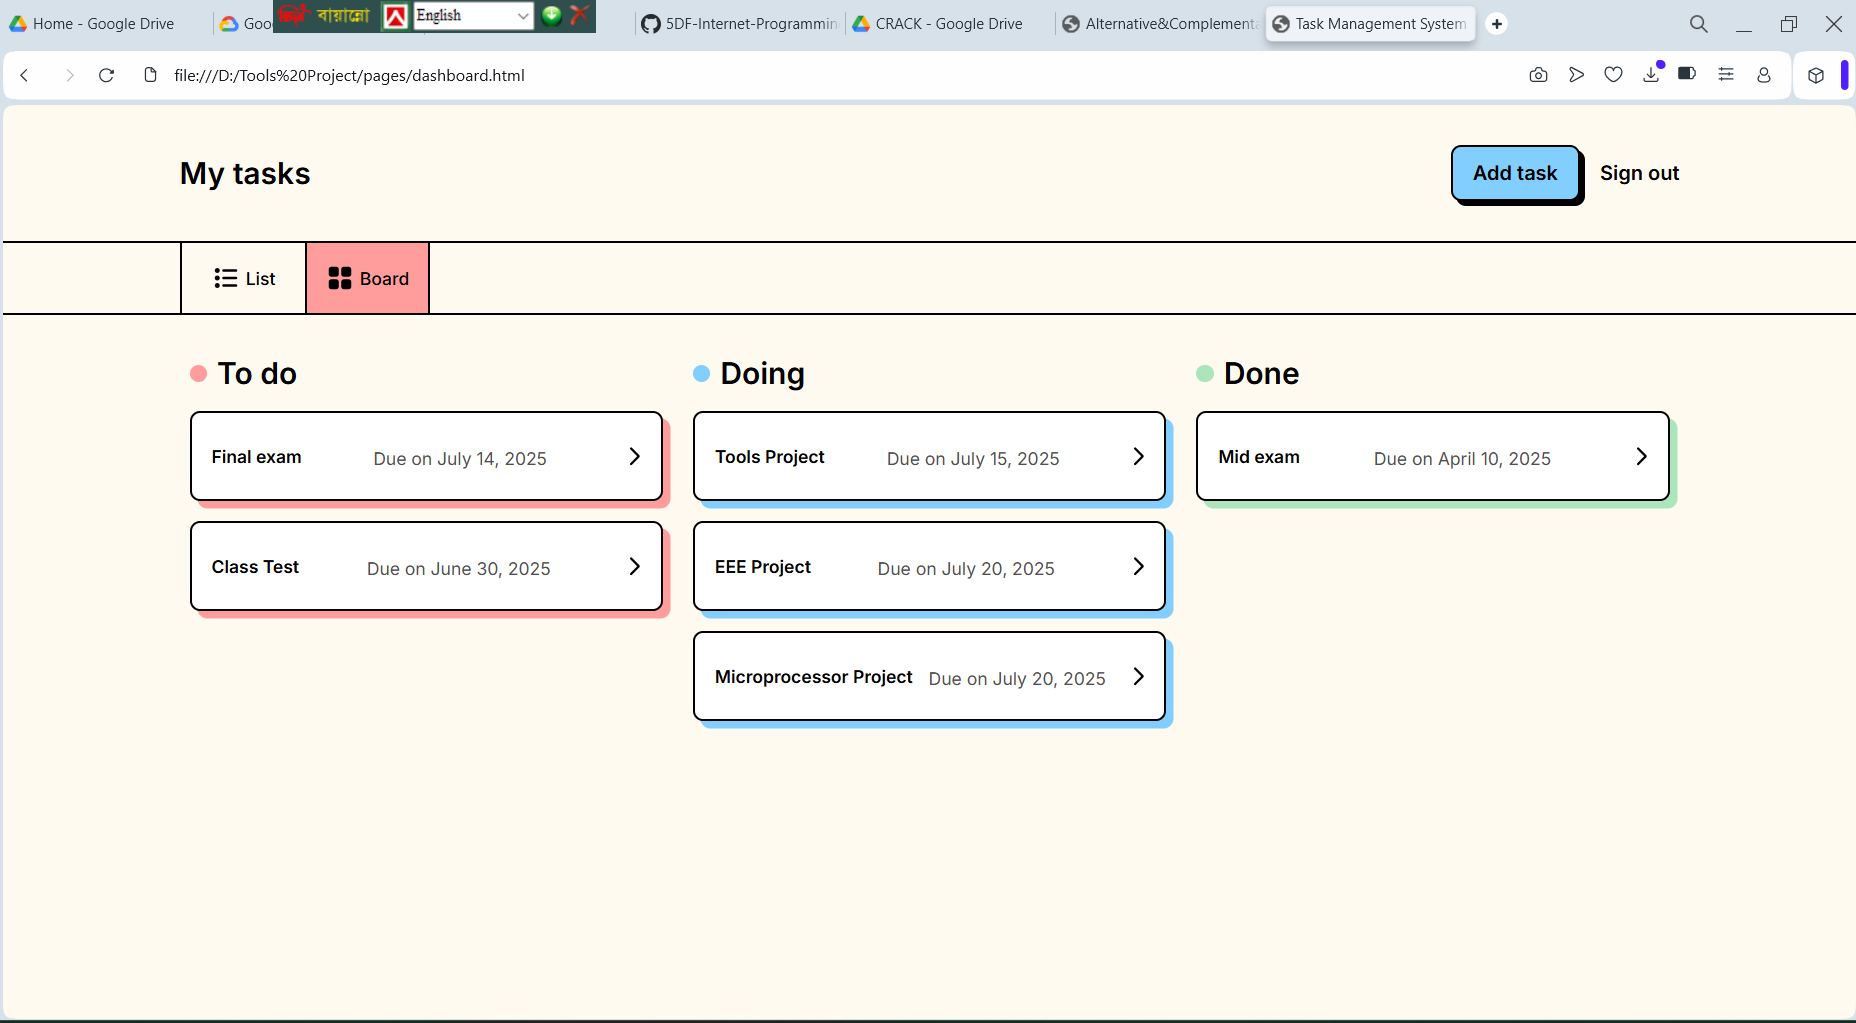 Home - Google Drive
Goo
বায়ান্নো
English
5DF-Internet-Programmin
CRACK - Google Drive
Alternative&Complementa
Task Management System
file:///D:/Tools%20Project/pages/dashboard.html
My tasks
Add task
Sign out
List
Board
To do
Doing
Done
Final exam Due on July 14, 2025
Tools Project Due on July 15, 2025
Mid exam Due on April 10, 2025
Class Test Due on June 30, 2025
EEE Project Due on July 20, 2025
Microprocessor Project Due on July 20, 2025